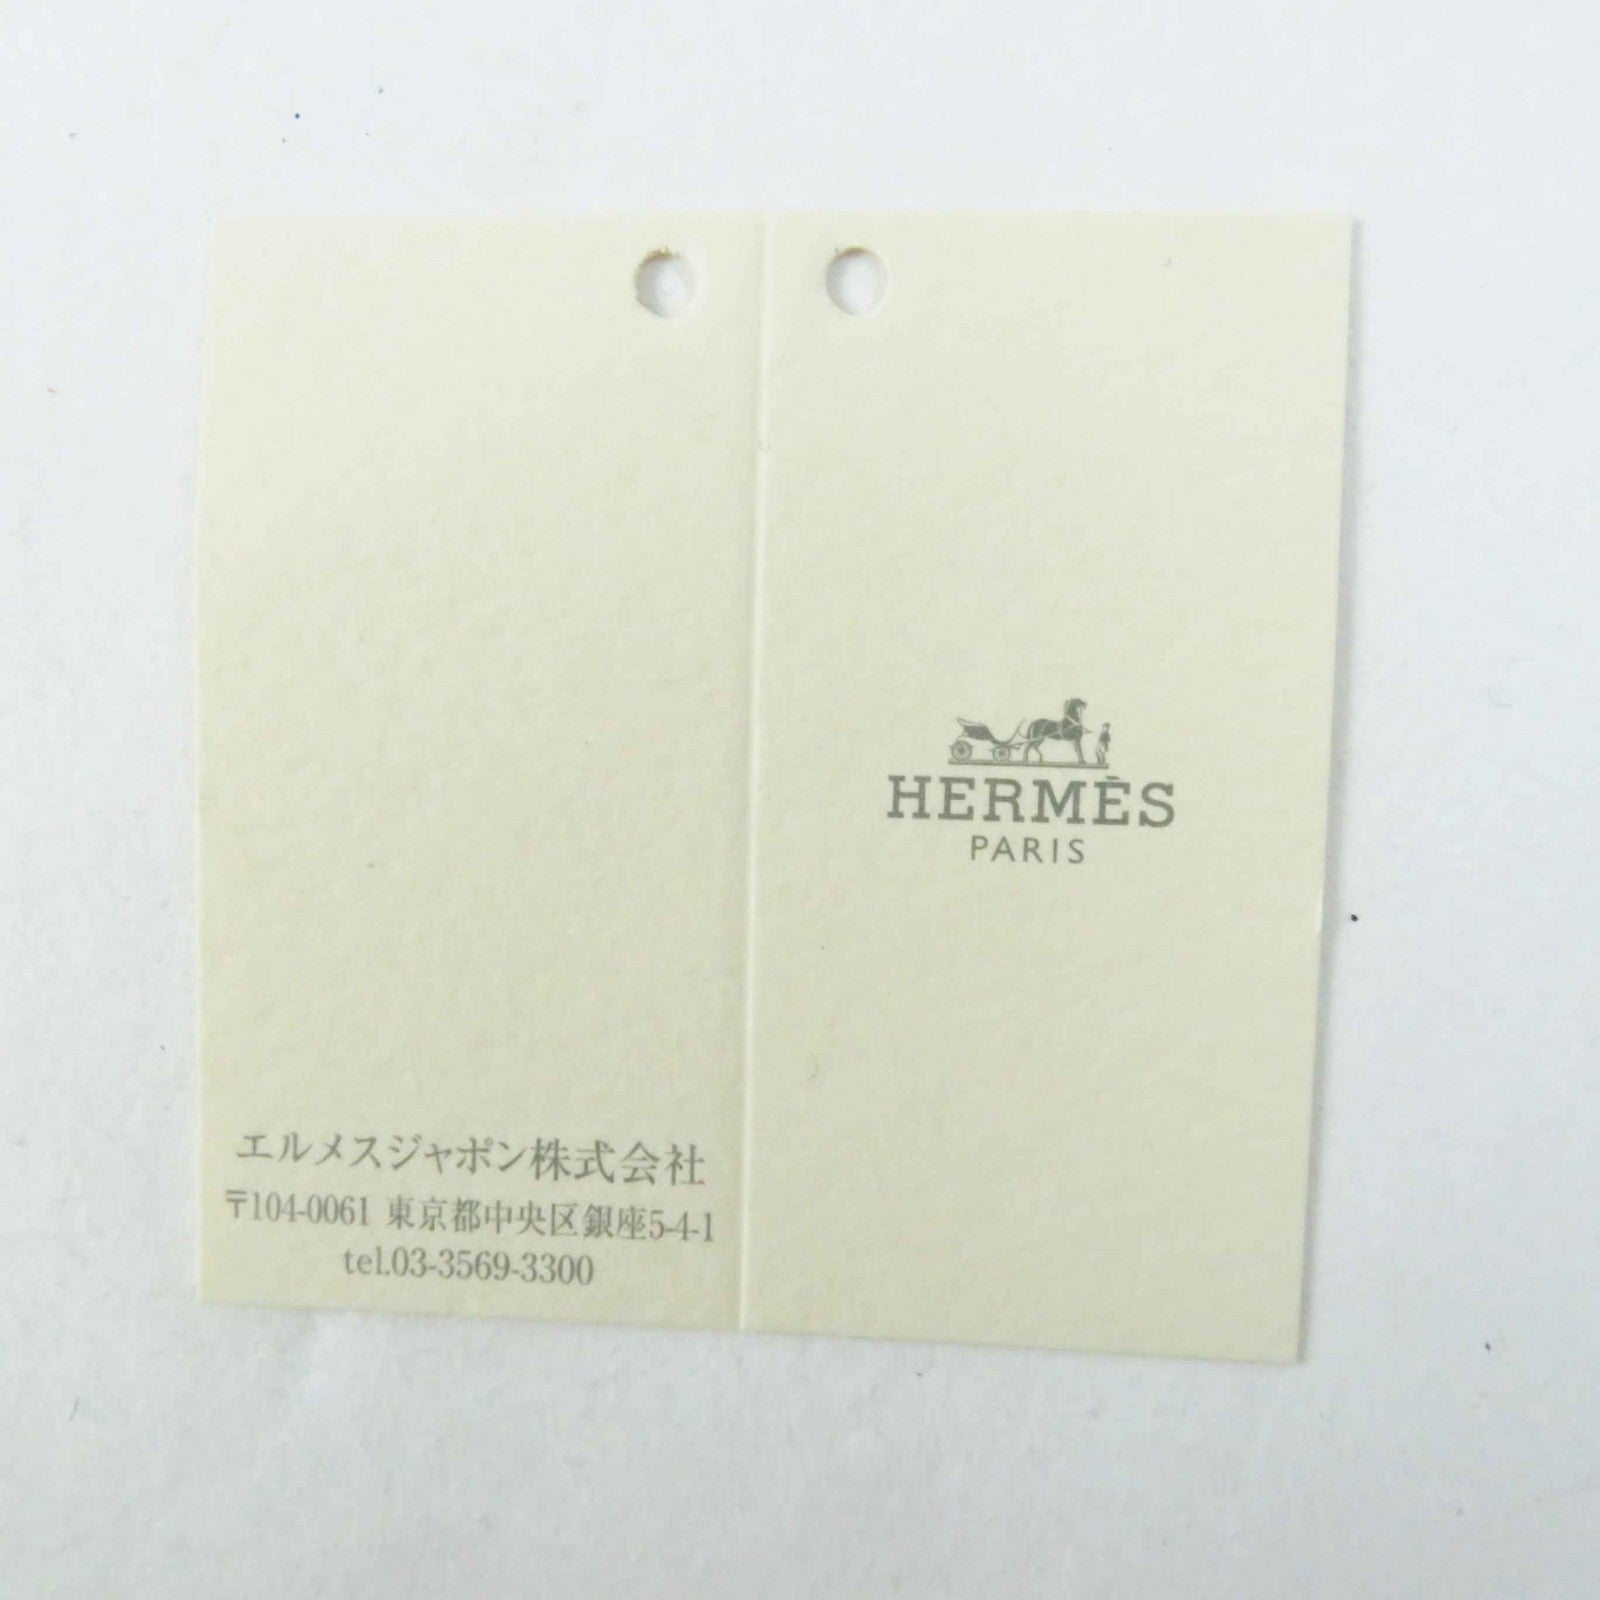 エルメスジャポン株式会社
〒104-0061 東京都中央区銀座5-4-1
tel.03-3569-3300
HERMÈS
PARIS